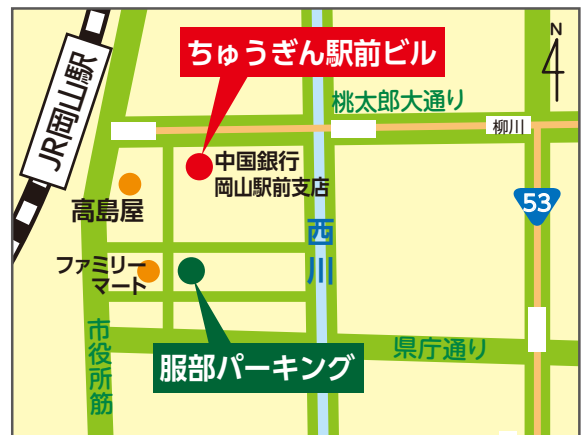 N
ちゅうぎん駅前ビル
JR岡山駅
桃太郎大通り
柳川
中国銀行
岡山駅前支店
高島屋
53
西川
ファミリー
マート
市役所筋
県庁通り
服部パーキング